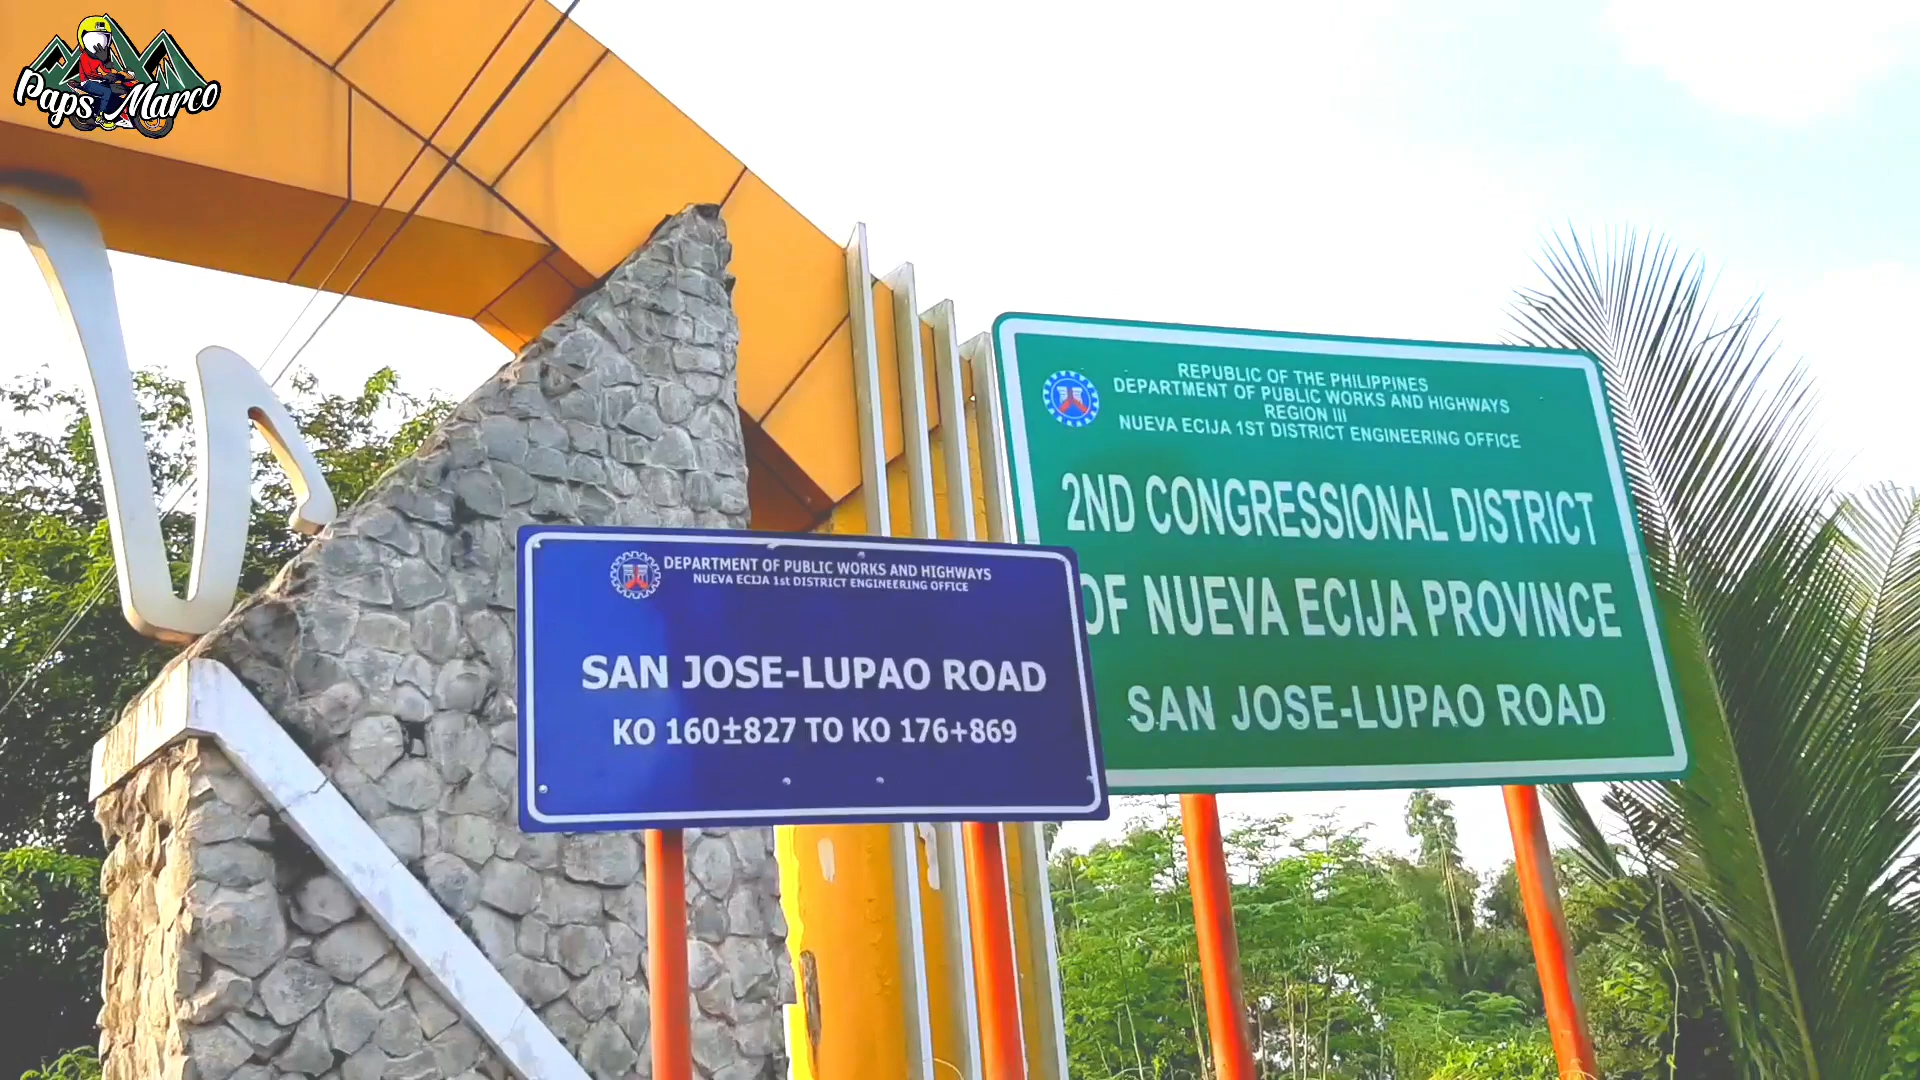 Paps Marco
REPUBLIC OF THE PHILIPPINES
DEPARTMENT OF PUBLIC WORKS AND HIGHWAYS
REGION III
NUEVA ECIJA 1ST DISTRICT ENGINEERING OFFICE
2ND CONGRESSIONAL DISTRICT
OF NUEVA ECIJA PROVINCE
SAN JOSE-LUPAO ROAD
DEPARTMENT OF PUBLIC WORKS AND HIGHWAYS
NUEVA ECIJA 1st DISTRICT ENGINEERING OFFICE
SAN JOSE-LUPAO ROAD
KO 160±827 TO KO 176+869